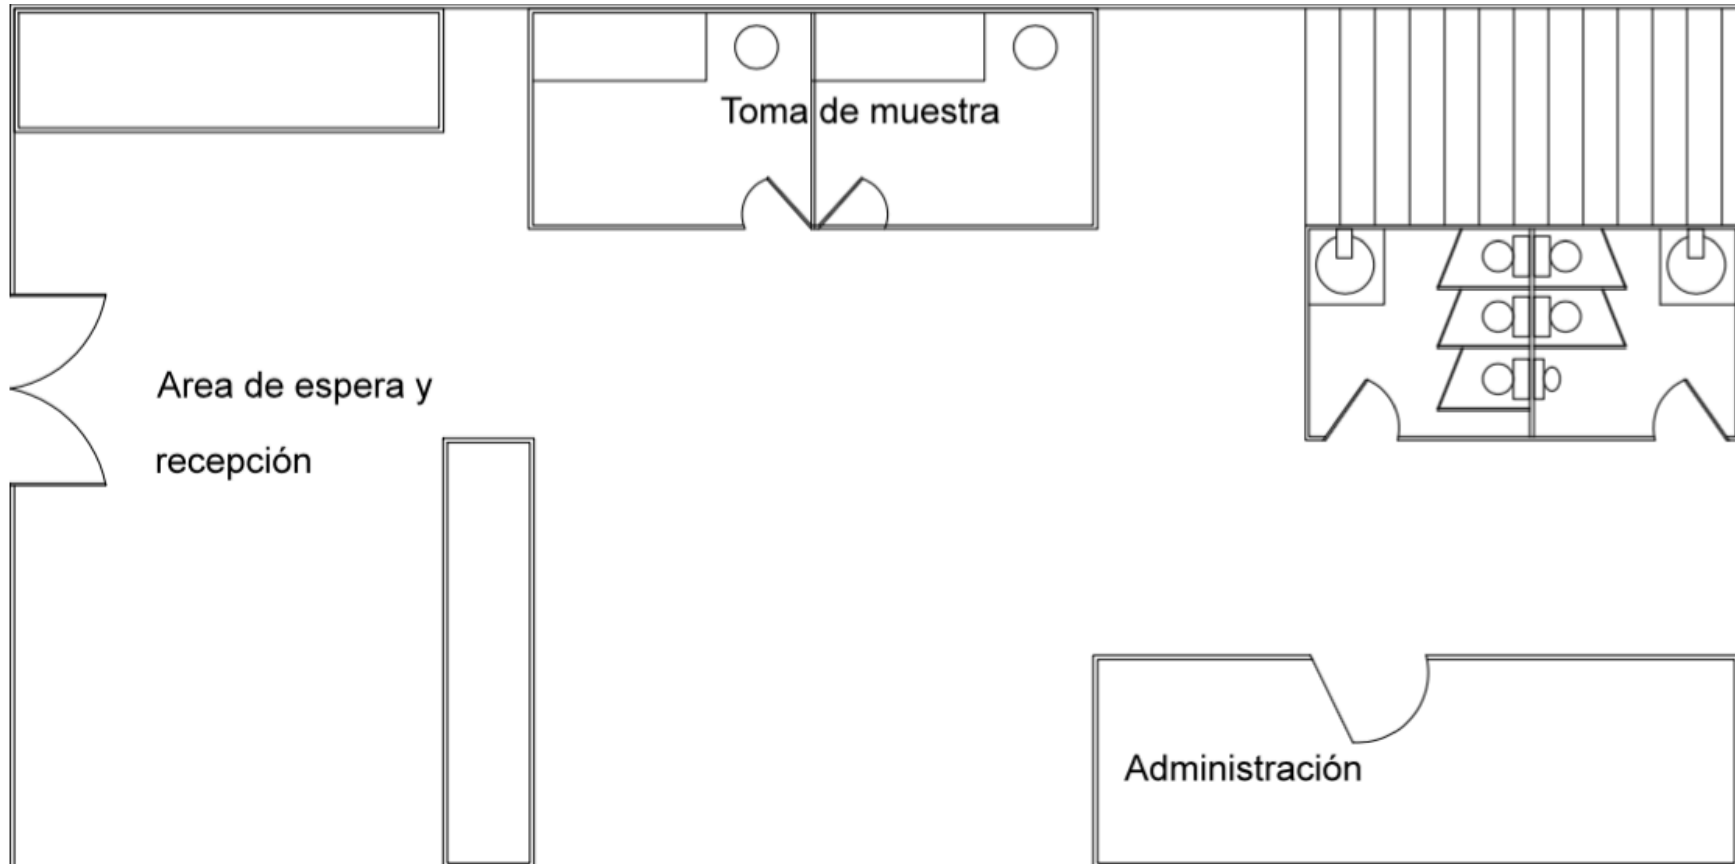 Toma de muestra
Area de espera y
recepción
Administración